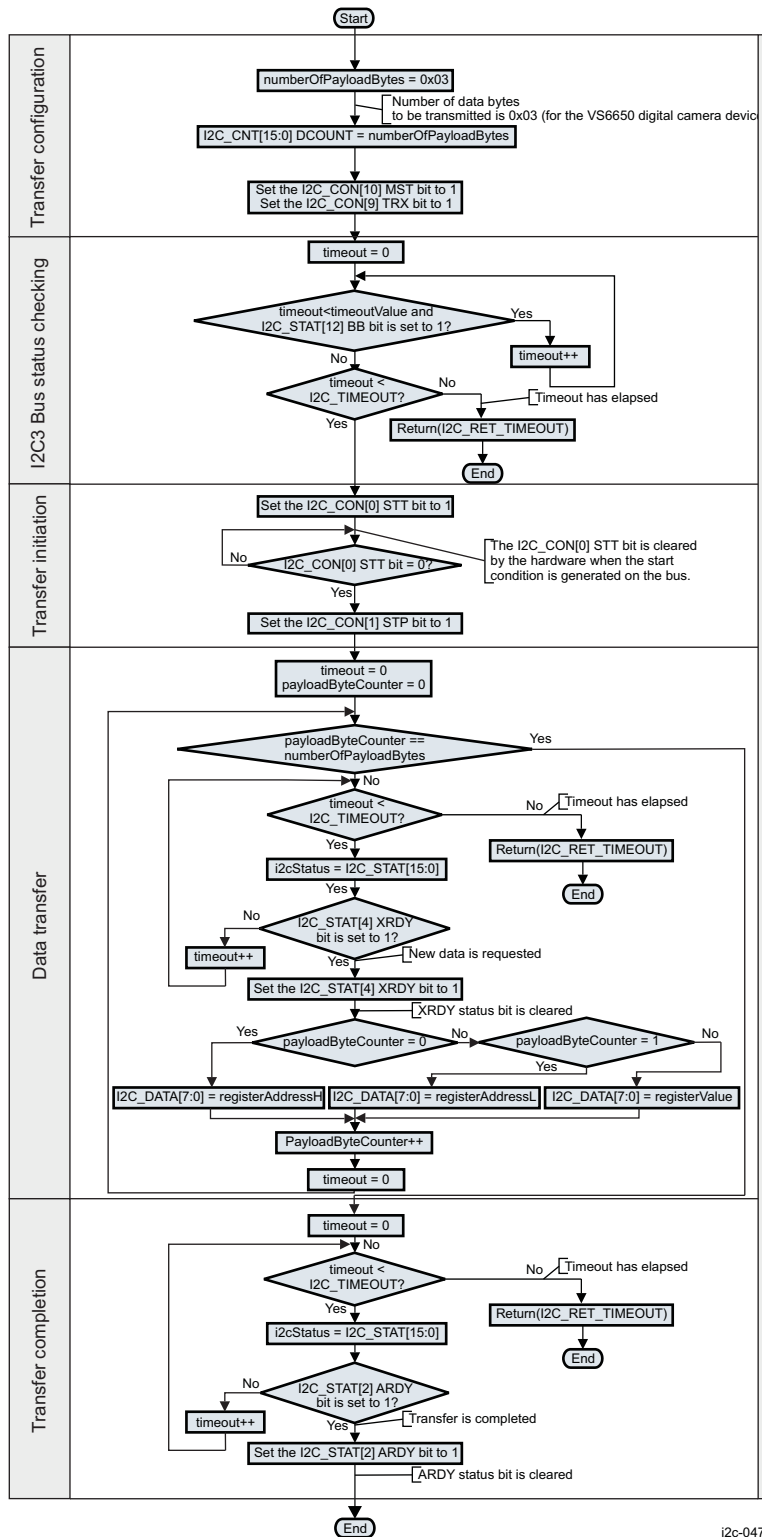 Start
Transfer configuration
numberOfPayloadBytes = 0x03
Number of data bytes
to be transmitted is 0x03 (for the VS6650 digital camera device
I2C_CNT[15:0] DCOUNT = numberOfPayloadBytes
Set the I2C_CON[10] MST bit to 1
Set the I2C_CON[9] TRX bit to 1
I2C3 Bus status checking
timeout = 0
timeout<timeoutValue and
I2C_STAT[12] BB bit is set to 1?
Yes
timeout++
No
timeout <
I2C_TIMEOUT?
No
Timeout has elapsed
Yes
Return(I2C_RET_TIMEOUT)
End
Transfer initiation
Set the I2C_CON[0] STT bit to 1
The I2C_CON[0] STT bit is cleared
by the hardware when the start
condition is generated on the bus.
No
I2C_CON[0] STT bit = 0?
Yes
Set the I2C_CON[1] STP bit to 1
Data transfer
timeout = 0
payloadByteCounter = 0
payloadByteCounter ==
numberOfPayloadBytes
Yes
No
timeout <
I2C_TIMEOUT?
No
Timeout has elapsed
Yes
Return(I2C_RET_TIMEOUT)
End
i2cStatus = I2C_STAT[15:0]
Yes
I2C_STAT[4] XRDY
bit is set to 1?
No
timeout++
Yes
New data is requested
Set the I2C_STAT[4] XRDY bit to 1
XRDY status bit is cleared
Yes
payloadByteCounter = 0
No
payloadByteCounter = 1
No
Yes
I2C_DATA[7:0] = registerAddressH
I2C_DATA[7:0] = registerAddressL
I2C_DATA[7:0] = registerValue
PayloadByteCounter++
timeout = 0
Transfer completion
timeout = 0
No
timeout <
I2C_TIMEOUT?
No
Timeout has elapsed
Yes
Return(I2C_RET_TIMEOUT)
End
i2cStatus = I2C_STAT[15:0]
I2C_STAT[2] ARDY
bit is set to 1?
No
timeout++
Yes
Transfer is completed
Set the I2C_STAT[2] ARDY bit to 1
ARDY status bit is cleared
End
i2c-047